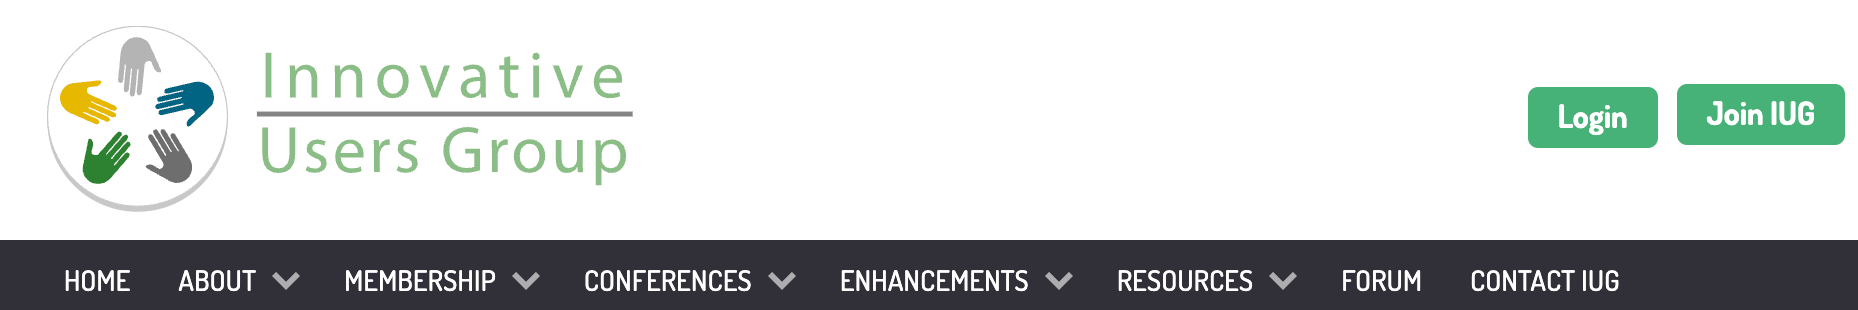 Innovative
Users Group
Login
Join IUG
HOME ABOUT MEMBERSHIP CONFERENCES ENHANCEMENTS RESOURCES FORUM CONTACT IUG